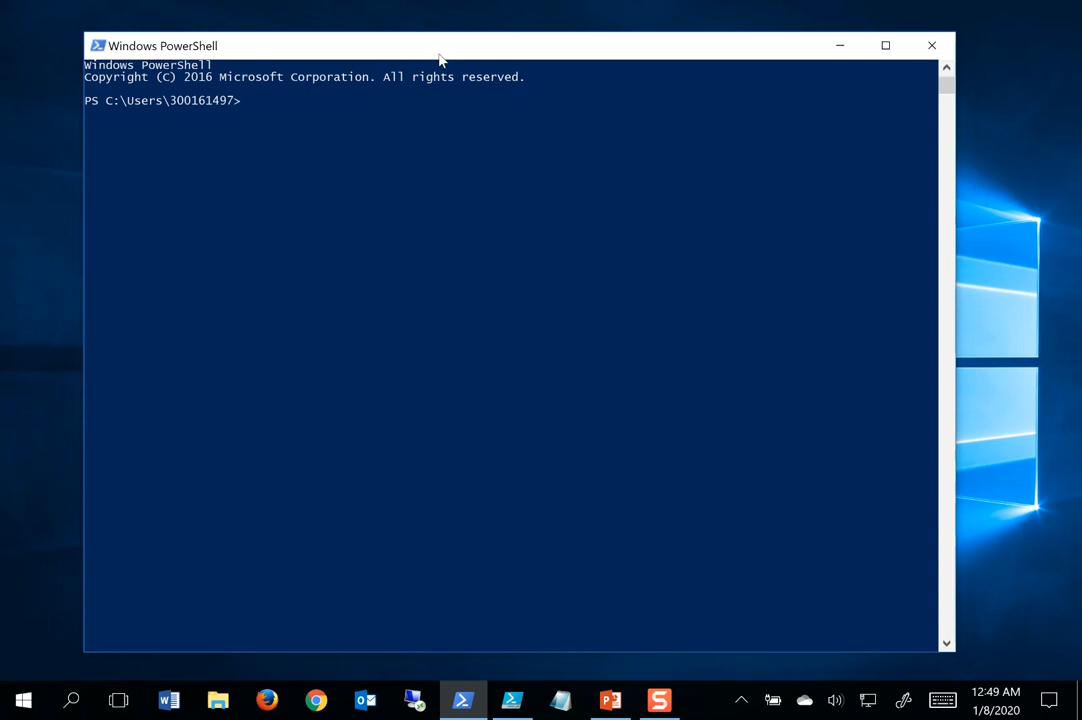 Windows PowerShell
Windows PowerShell
Copyright (C) 2016 Microsoft Corporation. All rights reserved.
PS C:\Users\300161497>
12:49 AM
1/8/2020